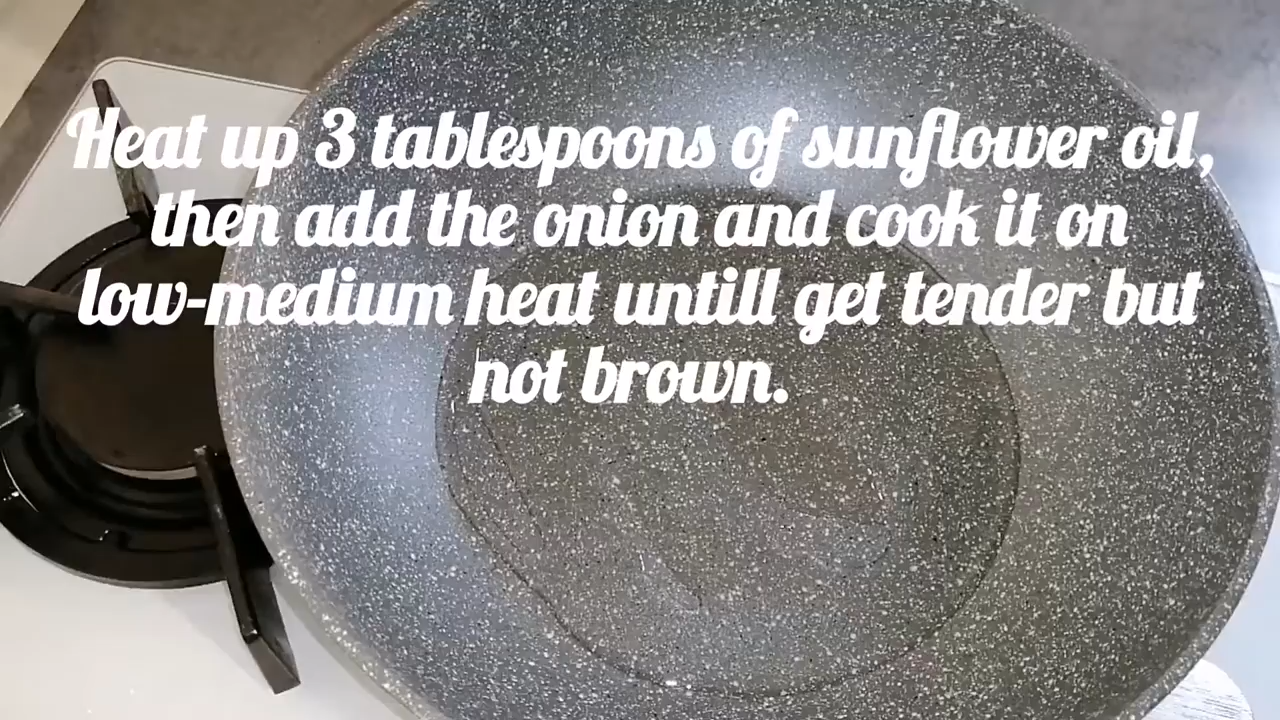 Heat up 3 tablespoons of sunflower oil,
then add the onion and cook it on
low-medium heat untill get tender but
not brown.